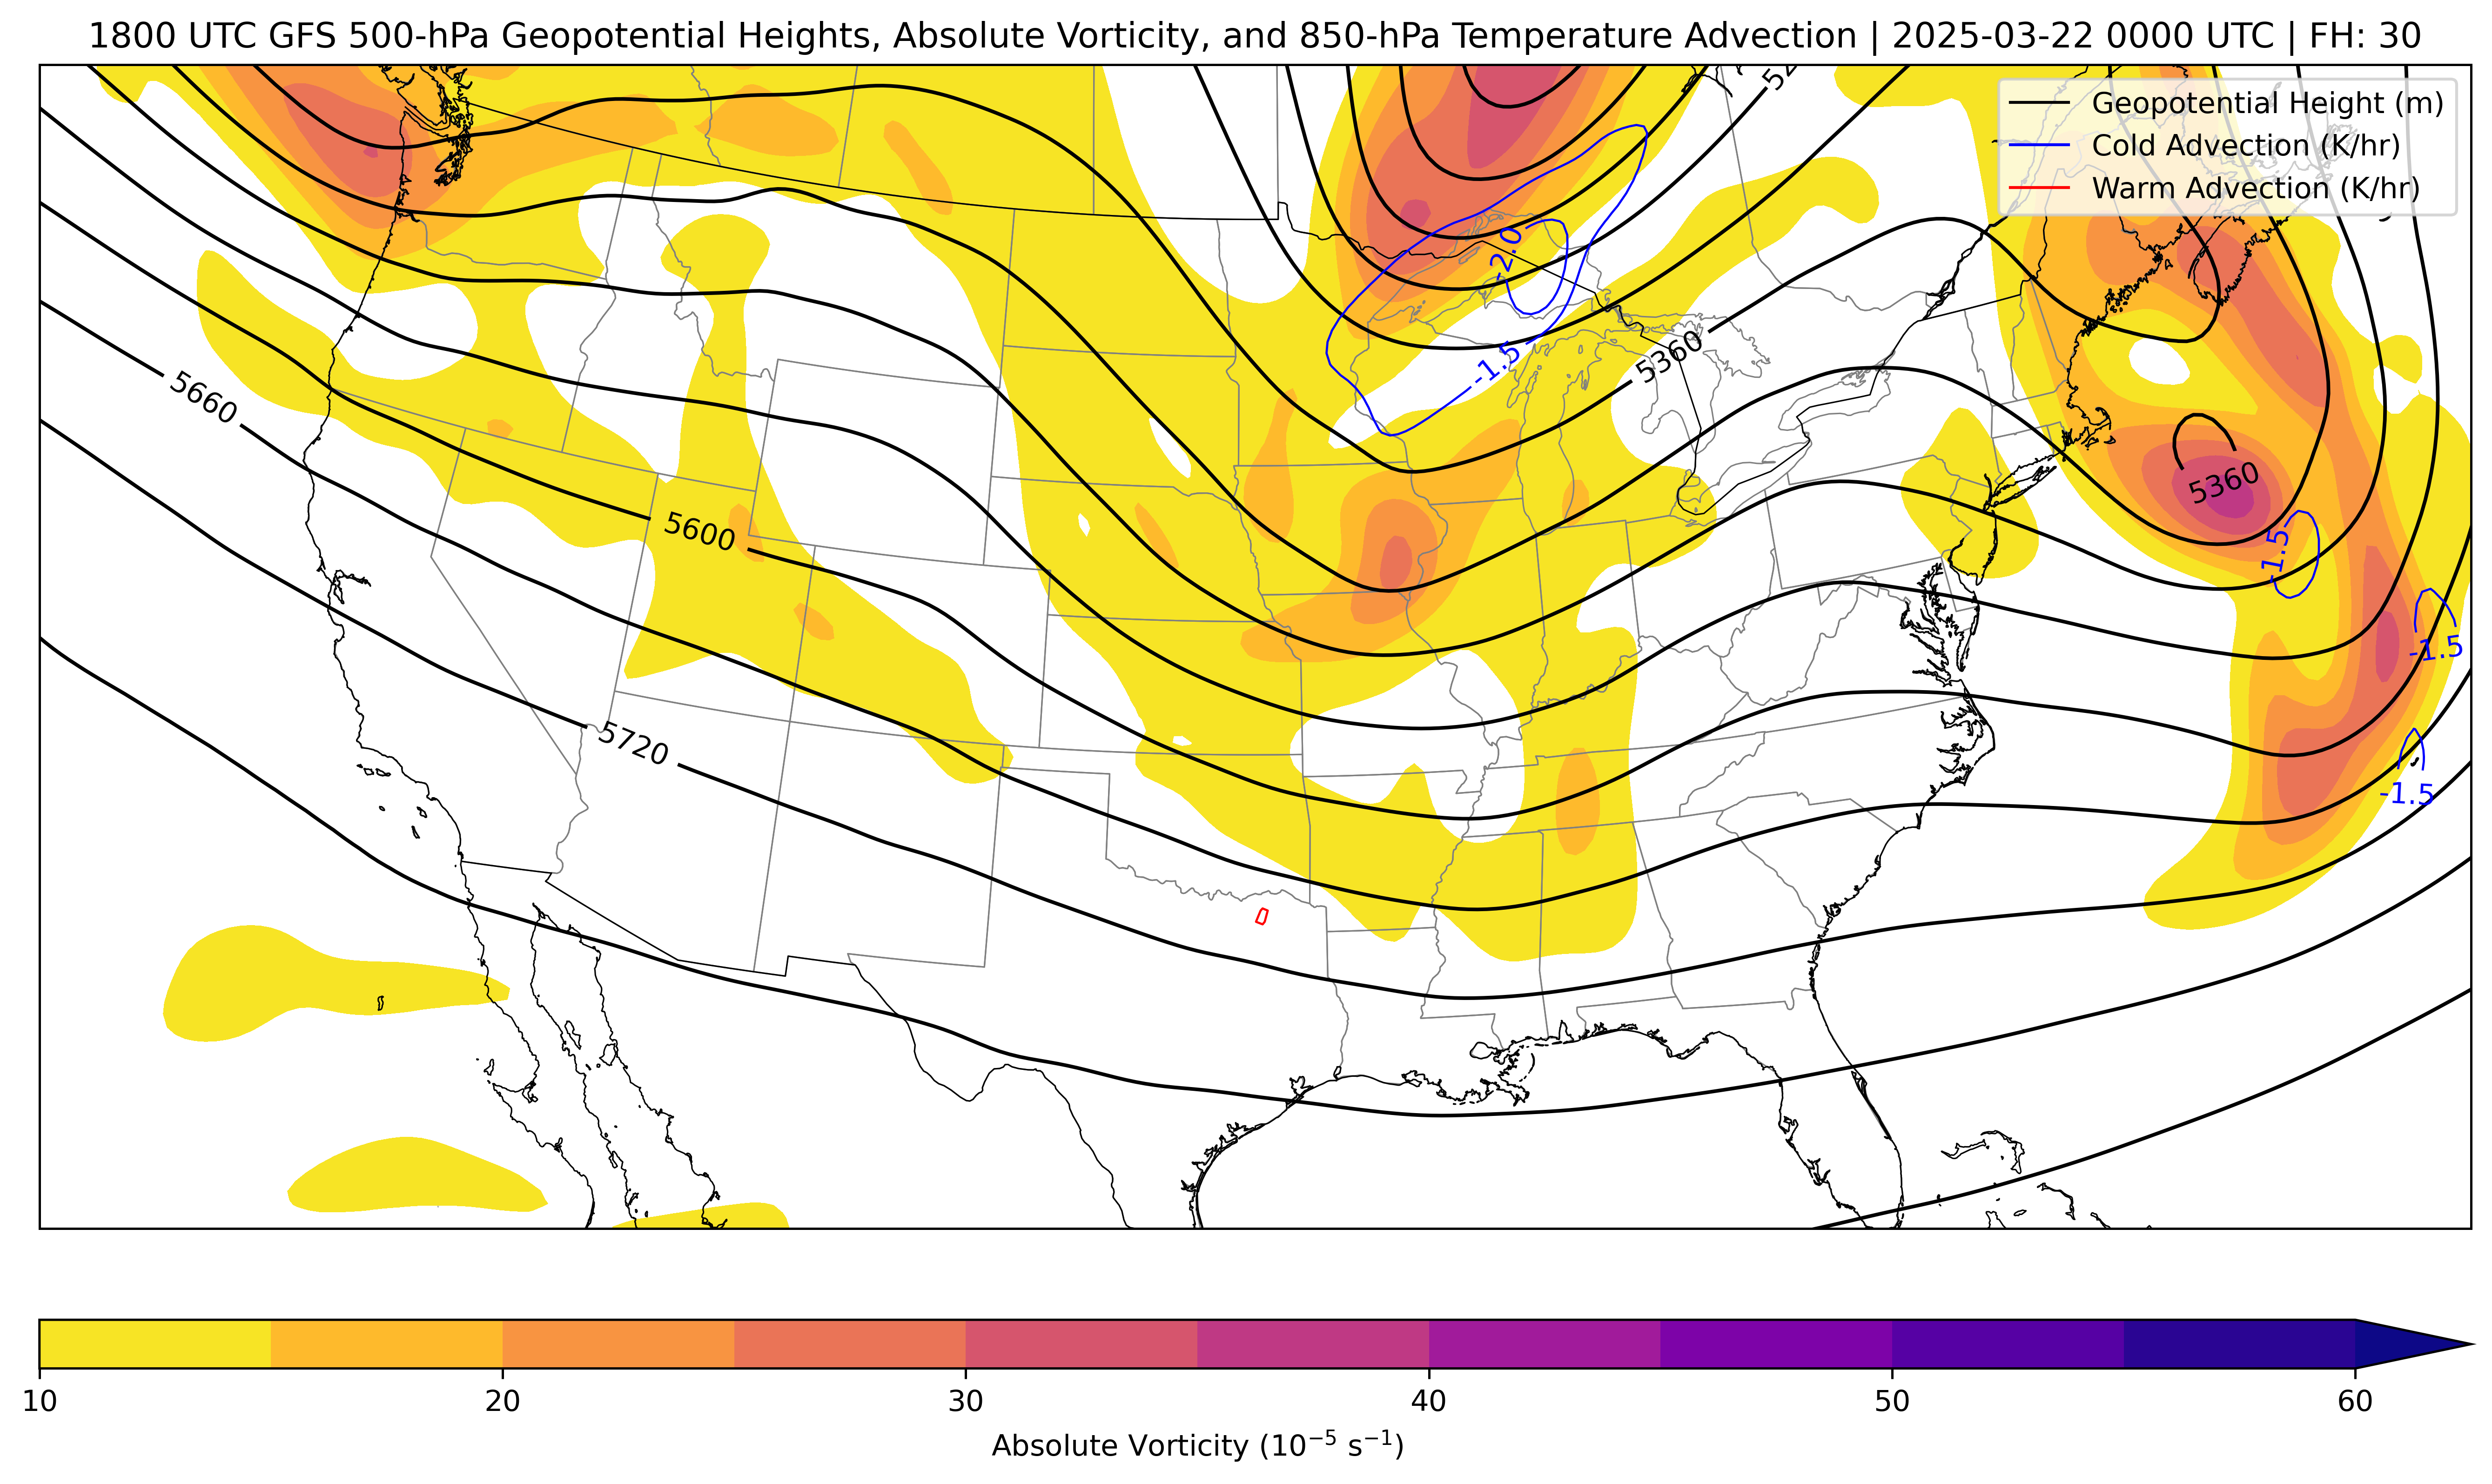 1800 UTC GFS 500-hPa Geopotential Heights, Absolute Vorticity, and 850-hPa Temperature Advection | 2025-03-22 0000 UTC | FH: 30
Geopotential Height (m)
Cold Advection (K/hr)
Warm Advection (K/hr)
-2.0
-1.5
5360
5660
5600
5720
5360
-1.5
-1.5
-1.5
10 20 30 40 50 60
Absolute Vorticity (10⁻⁵ s⁻¹)